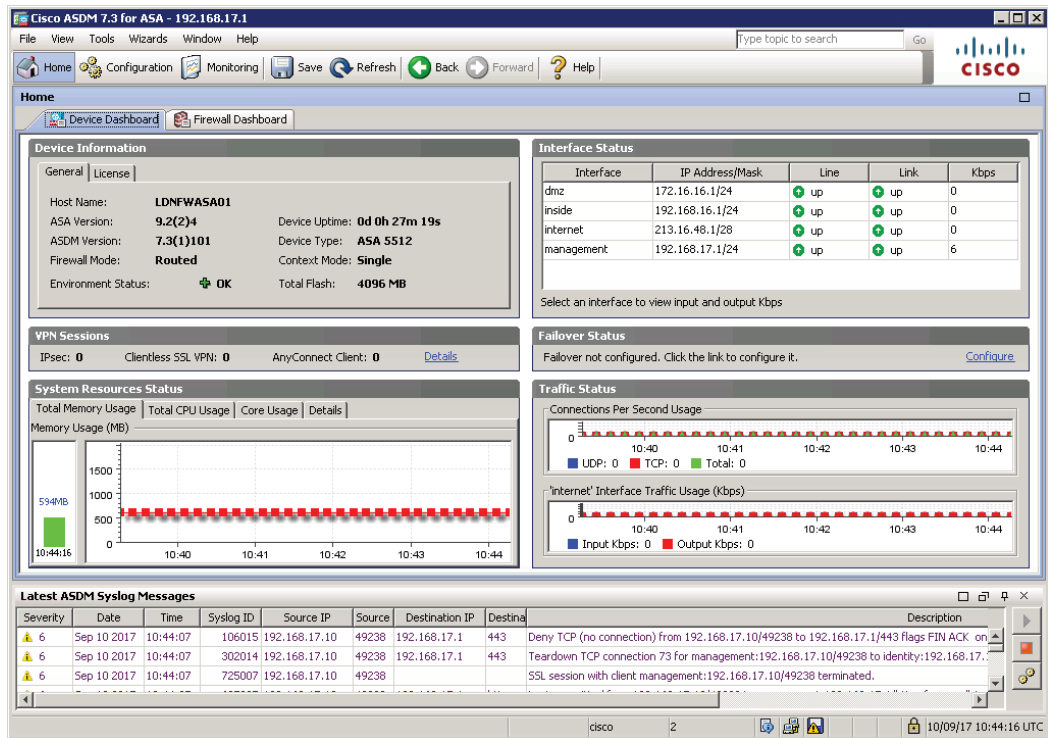 Cisco ASDM 7.3 for ASA - 192.168.17.1
File View Tools Wizards Window Help
Type topic to search Go
Home Configuration Monitoring Save Refresh Back Forward Help
CISCO
Home
Device Dashboard Firewall Dashboard
Device Information
General License
Host Name: LDNFWASA01
ASA Version: 9.2(2)4 Device Uptime: 0d 0h 27m 19s
ASDM Version: 7.3(1)101 Device Type: ASA 5512
Firewall Mode: Routed Context Mode: Single
Environment Status: OK Total Flash: 4096 MB
Interface Status
Interface IP Address/Mask Line Link Kbps
dmz 172.16.16.1/24 up up 0
inside 192.168.16.1/24 up up 0
internet 213.16.48.1/28 up up 0
management 192.168.17.1/24 up up 6
Select an interface to view input and output Kbps
VPN Sessions
IPsec: 0 Clientless SSL VPN: 0 AnyConnect Client: 0 Details
Failover Status
Failover not configured. Click the link to configure it. Configure
System Resources Status
Total Memory Usage Total CPU Usage Core Usage Details
Memory Usage (MB)
594MB
10:44:16
1500
1000
500
0
10:40 10:41 10:42 10:43 10:44
Traffic Status
Connections Per Second Usage
0
10:40 10:41 10:42 10:43 10:44
UDP: 0 TCP: 0 Total: 0
'internet' Interface Traffic Usage (Kbps)
0
10:40 10:41 10:42 10:43 10:44
Input Kbps: 0 Output Kbps: 0
Latest ASDM Syslog Messages
Severity Date Time Syslog ID Source IP Source Destination IP Destina Description
6 Sep 10 2017 10:44:07 106015 192.168.17.10 49238 192.168.17.1 443 Deny TCP (no connection) from 192.168.17.10/49238 to 192.168.17.1/443 flags FIN ACK on
6 Sep 10 2017 10:44:07 302014 192.168.17.10 49238 192.168.17.1 443 Teardown TCP connection 73 for management:192.168.17.10/49238 to identity:192.168.17.
6 Sep 10 2017 10:44:07 725007 192.168.17.10 49238 SSL session with client management:192.168.17.10/49238 terminated.
cisco 2 10/09/17 10:44:16 UTC